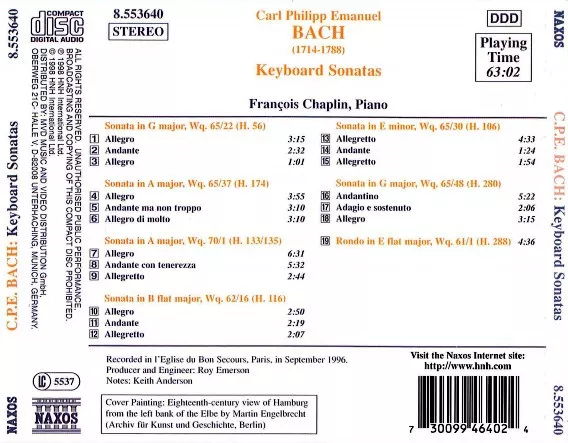 8.553640
NAXOS
C.P.E. BACH: Keyboard Sonatas
8.553640
COMPACT
disc
DIGITAL AUDIO
ALL RIGHTS RESERVED. UNAUTHORISED PUBLIC PERFORMANCE,
BROADCASTING AND COPYING OF THIS COMPACT DISC PROHIBITED.
℗ 1998 HNH International Ltd.
© 1998 HNH International Ltd.
DISTRIBUTED BY: MVD MUSIC AND VIDEO DISTRIBUTION GmbH,
OBERWEG 21C- HALLE V, D-82008 UNTERHACHING, MUNICH, GERMANY.
LC 5537
NAXOS
8.553640
STEREO
Carl Philipp Emanuel
BACH
(1714-1788)
Keyboard Sonatas
DDD
Playing
Time
63:02
François Chaplin, Piano
Sonata in G major, Wq. 65/22 (H. 56)
1 Allegro 3:15
2 Andante 2:32
3 Allegro 1:01
Sonata in A major, Wq. 65/37 (H. 174)
4 Allegro 3:55
5 Andante ma non troppo 3:10
6 Allegro di molto 3:10
Sonata in A major, Wq. 70/1 (H. 133/135)
7 Allegro 6:31
8 Andante con tenerezza 5:32
9 Allegretto 2:44
Sonata in B flat major, Wq. 62/16 (H. 116)
10 Allegro 2:50
11 Andante 2:19
12 Allegretto 2:07
Sonata in E minor, Wq. 65/30 (H. 106)
13 Allegretto 4:33
14 Andante 1:24
15 Allegretto 1:54
Sonata in G major, Wq. 65/48 (H. 280)
16 Andantino 5:22
17 Adagio e sostenuto 2:06
18 Allegro 3:15
19 Rondo in E flat major, Wq. 61/1 (H. 288) 4:36
Recorded in l'Eglise du Bon Secours, Paris, in September 1996.
Producer and Engineer: Roy Emerson
Notes: Keith Anderson
Cover Painting: Eighteenth-century view of Hamburg
from the left bank of the Elbe by Martin Engelbrecht
(Archiv für Kunst und Geschichte, Berlin)
Visit the Naxos Internet site:
http://www.hnh.com
7 30099 46402 4
NAXOS
C.P.E. BACH: Keyboard Sonatas
8.553640